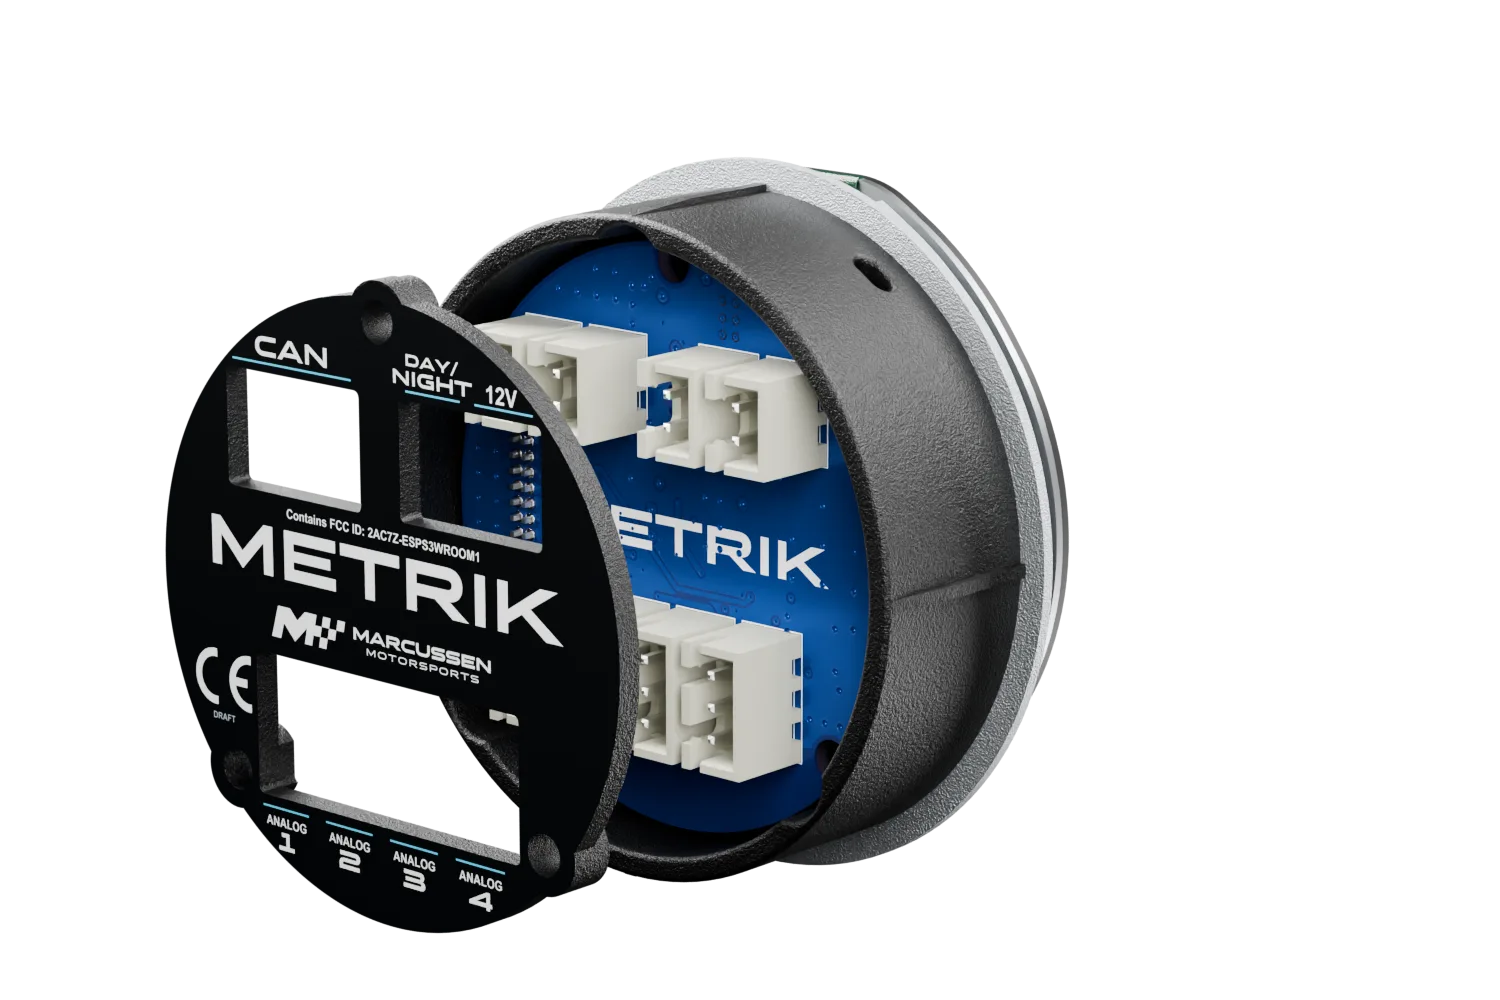 CAN
DAY/
NIGHT
12V
Contains FCC ID: 2AC7Z-ESPS3WROOM1
METRIK
MARCUSSEN
MOTORSPORTS
CE
DRAFT
ANALOG
1
ANALOG
2
ANALOG
3
ANALOG
4
ETRIK